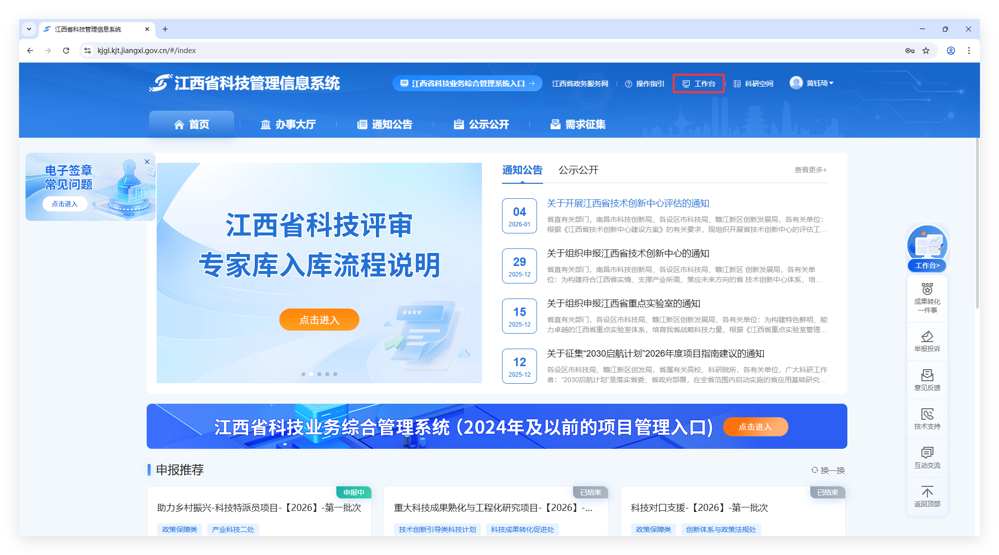 江西省科技管理信息系统
kjgl.kjt.jiangxi.gov.cn/#/index
江西省科技管理信息系统
江西省科技业务综合管理系统入口
江西省政务服务网
操作指引
工作台
科研空间
黄钰琦
首页
办事大厅
通知公告
公示公开
需求征集
电子签章
常见问题
点击进入
江西省科技评审
专家库入库流程说明
点击进入
通知公告
公示公开
查看更多+
04
2026-01
关于开展江西省技术创新中心评估的通知
省直有关部门，南昌市科技创新局、各设区市科技局、赣江新区创新发展局，各有关单位：
根据《江西省技术创新中心建设方案》的有关要求，现组织开展省技术创新中心的评估工...
29
2025-12
关于组织申报江西省技术创新中心的通知
省直有关部门，南昌市科技创新局、各设区市科技局、赣江新区 创新发展局，各有关单
位：为构建符合江西省实情、支撑产业所需、策应未来方向的省 技术创新中心体系，培...
15
2025-12
关于组织申报江西省重点实验室的通知
省直有关部门，各设区市科技局、赣江新区创新发展局，各有关单位：为构建特色鲜明、能
力卓越的江西省重点实验室体系，培育我省战略科技力量，根据《江西省重点实验室管理...
12
2025-12
关于征集“2030启航计划”2026年度项目指南建议的通知
各设区市科技局、赣江新区创发局，省属有关高校、科研院所，各有关单位，广大科研工作
者：“2030启航计划”是落实省委、省政府部署，在全省范围内启动实施的省应用基础研究...
江西省科技业务综合管理系统 (2024年及以前的项目管理入口)
点击进入
申报推荐
换一换
申报中
助力乡村振兴-科技特派员项目-【2026】-第一批次
政策保障类
产业科技二处
已结束
重大科技成果熟化与工程化研究项目-【2026】-...
技术创新引导类科技计划
科技成果转化促进处
已结束
科技对口支援-【2026】-第一批次
政策保障类
创新体系与政策法规处
工作台>
成果转化
一件事
举报投诉
意见反馈
技术支持
互动交流
返回顶部